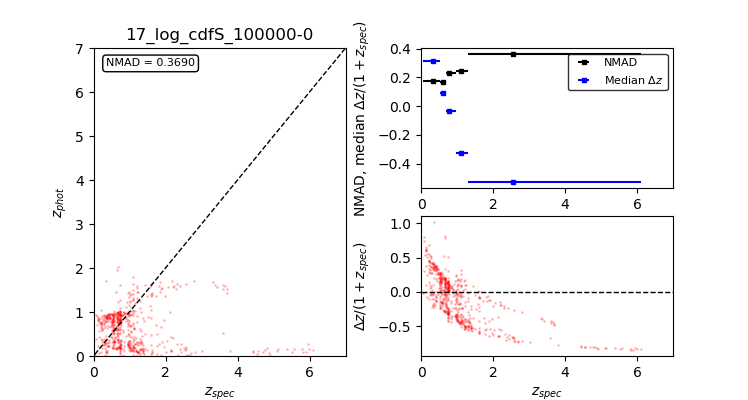 17_log_cdfS_100000-0
NMAD = 0.3690
z_phot
7
6
5
4
3
2
1
0
0 2 4 6
z_spec
NMAD, median Δz/(1 + z_spec)
NMAD
Median Δz
0.4
0.2
0.0
−0.2
−0.4
0 2 4 6
Δz/(1 + z_spec)
1.0
0.5
0.0
−0.5
0 2 4 6
z_spec